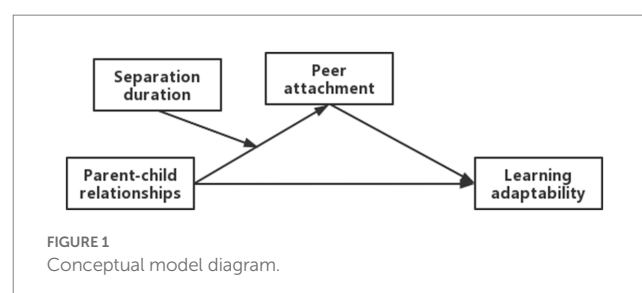 Separation
duration
Peer
attachment
Parent-child
relationships
Learning
adaptability
FIGURE 1
Conceptual model diagram.